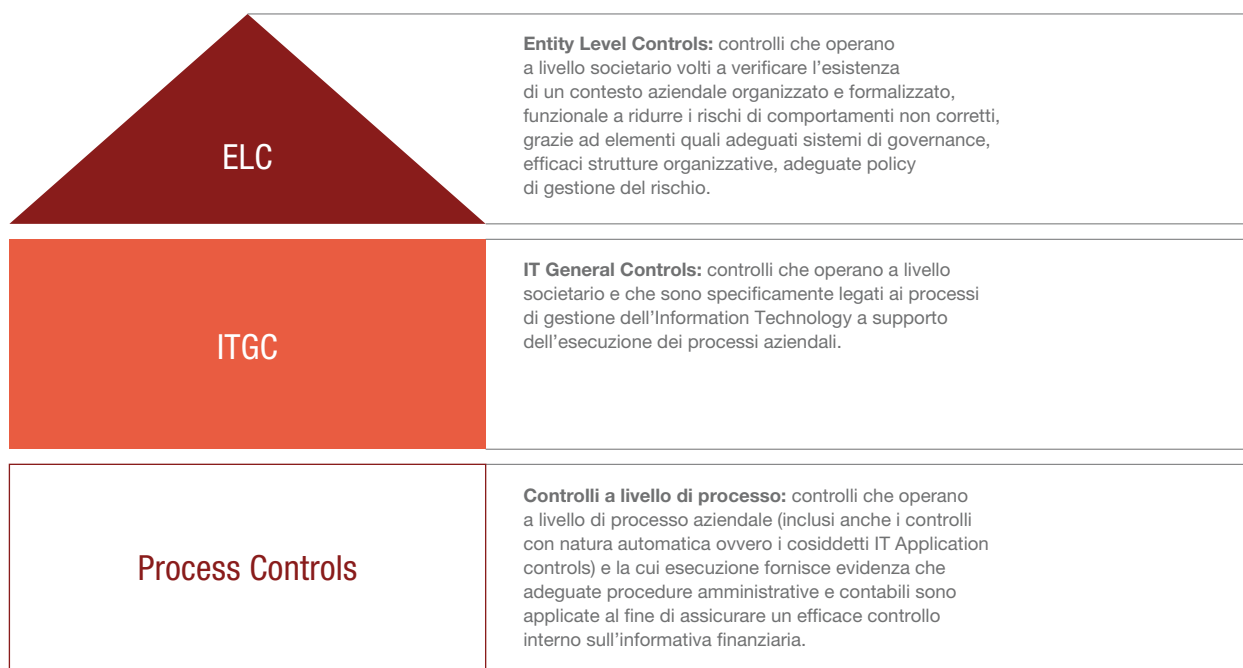 ELC
Entity Level Controls: controlli che operano
a livello societario volti a verificare l’esistenza
di un contesto aziendale organizzato e formalizzato,
funzionale a ridurre i rischi di comportamenti non corretti,
grazie ad elementi quali adeguati sistemi di governance,
efficaci strutture organizzative, adeguate policy
di gestione del rischio.
ITGC
IT General Controls: controlli che operano a livello
societario e che sono specificamente legati ai processi
di gestione dell’Information Technology a supporto
dell’esecuzione dei processi aziendali.
Process Controls
Controlli a livello di processo: controlli che operano
a livello di processo aziendale (inclusi anche i controlli
con natura automatica ovvero i cosiddetti IT Application
controls) e la cui esecuzione fornisce evidenza che
adeguate procedure amministrative e contabili sono
applicate al fine di assicurare un efficace controllo
interno sull’informativa finanziaria.